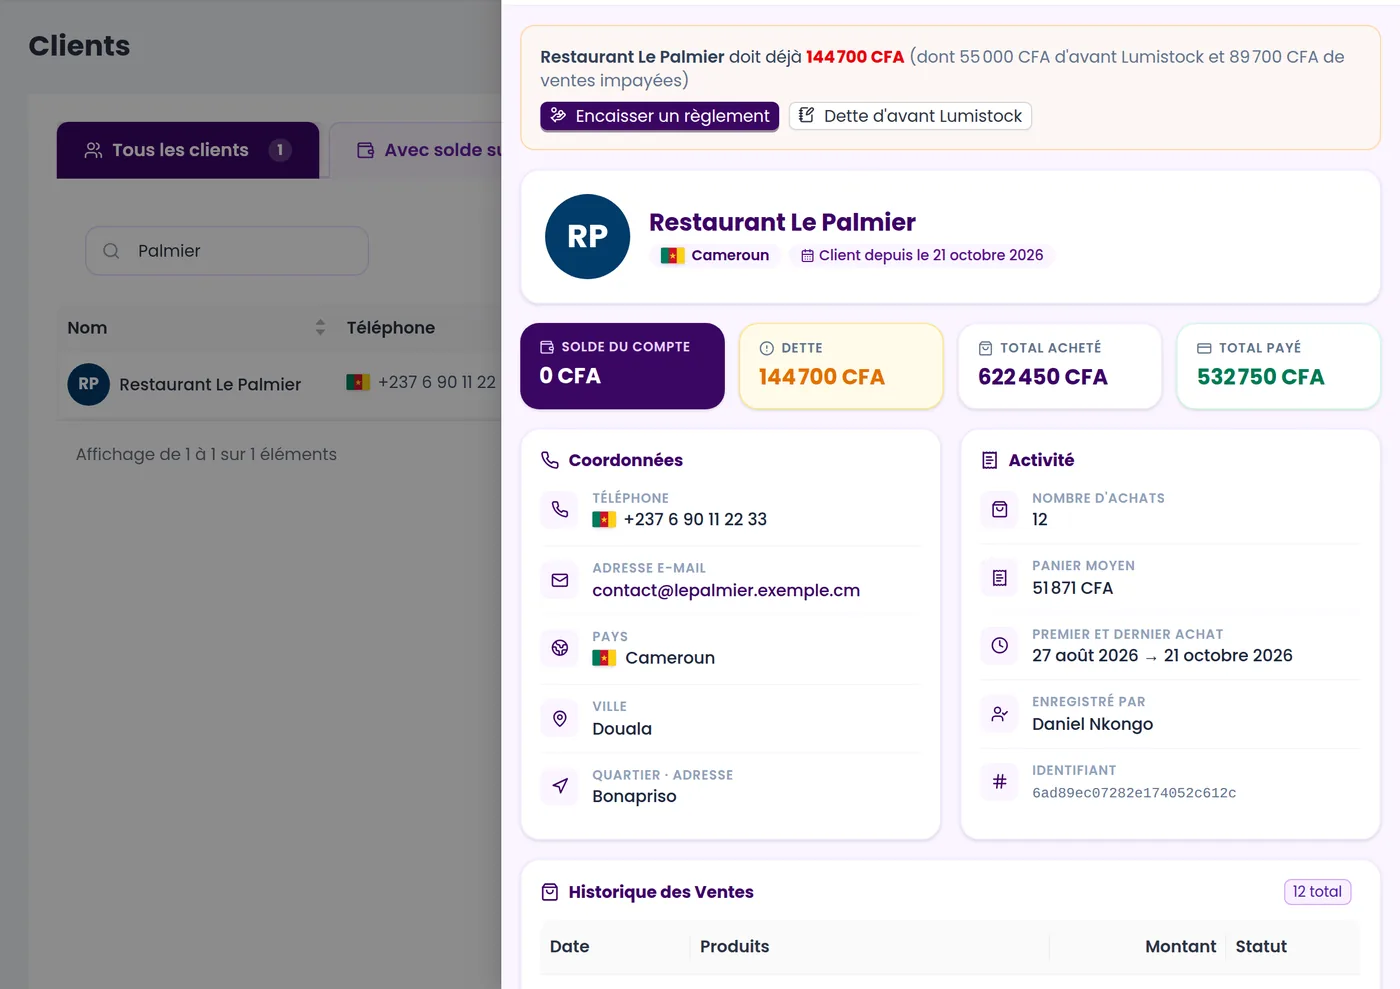 Clients
Tous les clients 1
Avec solde su
Palmier
Nom Téléphone
RP Restaurant Le Palmier +237 6 90 11 22
Affichage de 1 à 1 sur 1 éléments
Restaurant Le Palmier doit déjà 144 700 CFA (dont 55 000 CFA d'avant Lumistock et 89 700 CFA de
ventes impayées)
Encaisser un règlement Dette d'avant Lumistock
RP
Restaurant Le Palmier
Cameroun Client depuis le 21 octobre 2026
SOLDE DU COMPTE
0 CFA
DETTE
144 700 CFA
TOTAL ACHETÉ
622 450 CFA
TOTAL PAYÉ
532 750 CFA
Coordonnées
TÉLÉPHONE
+237 6 90 11 22 33
ADRESSE E-MAIL
contact@lepalmier.exemple.cm
PAYS
Cameroun
VILLE
Douala
QUARTIER · ADRESSE
Bonapriso
Activité
NOMBRE D'ACHATS
12
PANIER MOYEN
51 871 CFA
PREMIER ET DERNIER ACHAT
27 août 2026 → 21 octobre 2026
ENREGISTRÉ PAR
Daniel Nkongo
IDENTIFIANT
6ad89ec07282e174052c612c
Historique des Ventes 12 total
Date Produits Montant Statut